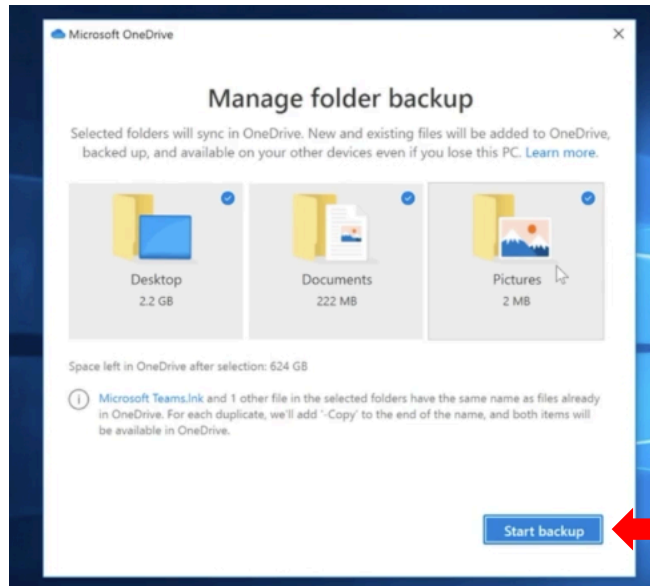 Microsoft OneDrive
Manage folder backup
Selected folders will sync in OneDrive. New and existing files will be added to OneDrive,
backed up, and available on your other devices even if you lose this PC. Learn more.
Desktop
2.2 GB
Documents
222 MB
Pictures
2 MB
Space left in OneDrive after selection: 624 GB
Microsoft Teams.lnk and 1 other file in the selected folders have the same name as files already
in OneDrive. For each duplicate, we'll add '-Copy' to the end of the name, and both items will
be available in OneDrive.
Start backup